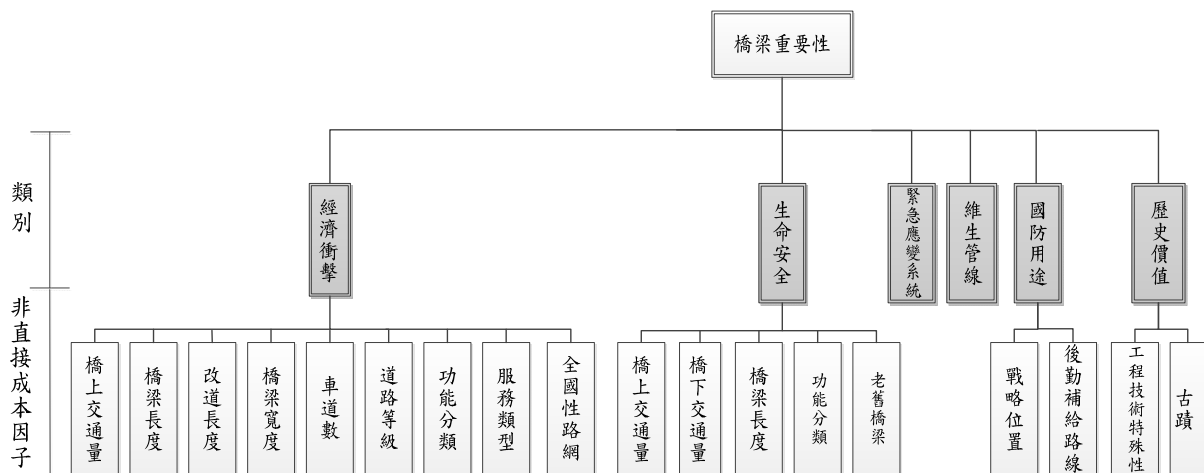 橋梁重要性
類別
經濟衝擊
生命安全
緊急應變系統
維生管線
國防用途
歷史價值
非直接成本因子
橋上交通量
橋梁長度
改道長度
橋梁寬度
車道數
道路等級
功能分類
服務類型
全國性路網
橋上交通量
橋下交通量
橋梁長度
功能分類
老舊橋梁
戰略位置
後勤補給路線
工程技術特殊性
古蹟